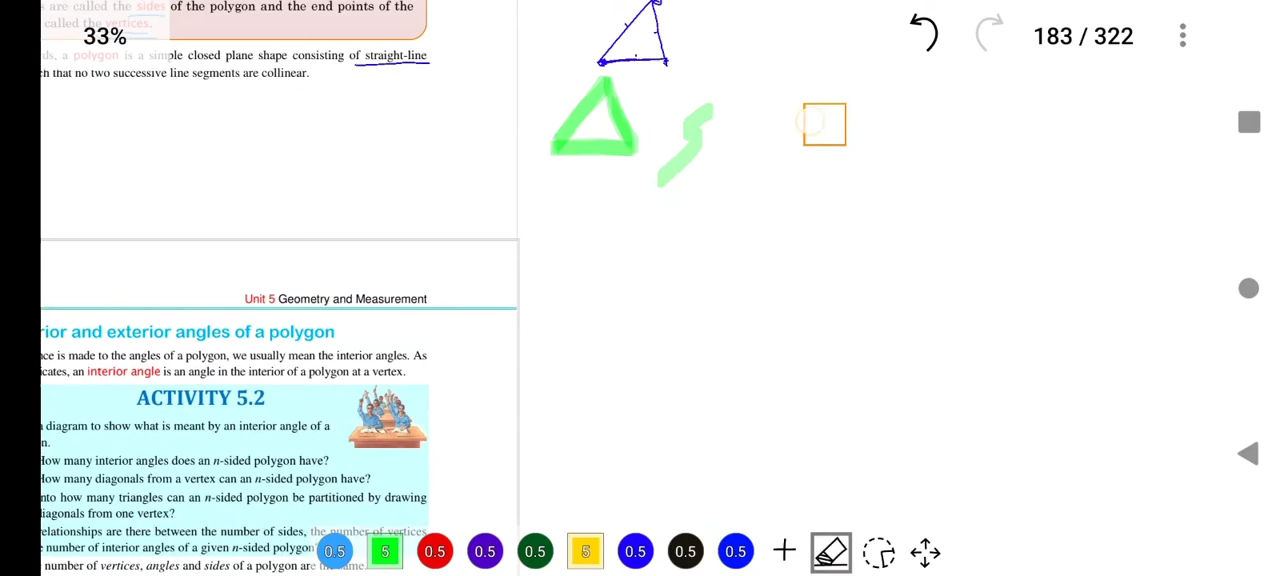 s are called the sides of the polygon and the end points of the
called the vertices.
33%
183 / 322
ds, a polygon is a simple closed plane shape consisting of straight-line
h that no two successive line segments are collinear.
Unit 5 Geometry and Measurement
rior and exterior angles of a polygon
nce is made to the angles of a polygon, we usually mean the interior angles. As
icates, an interior angle is an angle in the interior of a polygon at a vertex.
ACTIVITY 5.2
diagram to show what is meant by an interior angle of a
n.
How many interior angles does an n-sided polygon have?
How many diagonals from a vertex can an n-sided polygon have?
nto how many triangles can an n-sided polygon be partitioned by drawing
diagonals from one vertex?
relationships are there between the number of sides, the number of vertices
number of interior angles of a given n-sided polygon
number of vertices, angles and sides of a polygon are the same.
0.5 5 0.5 0.5 0.5 5 0.5 0.5 0.5